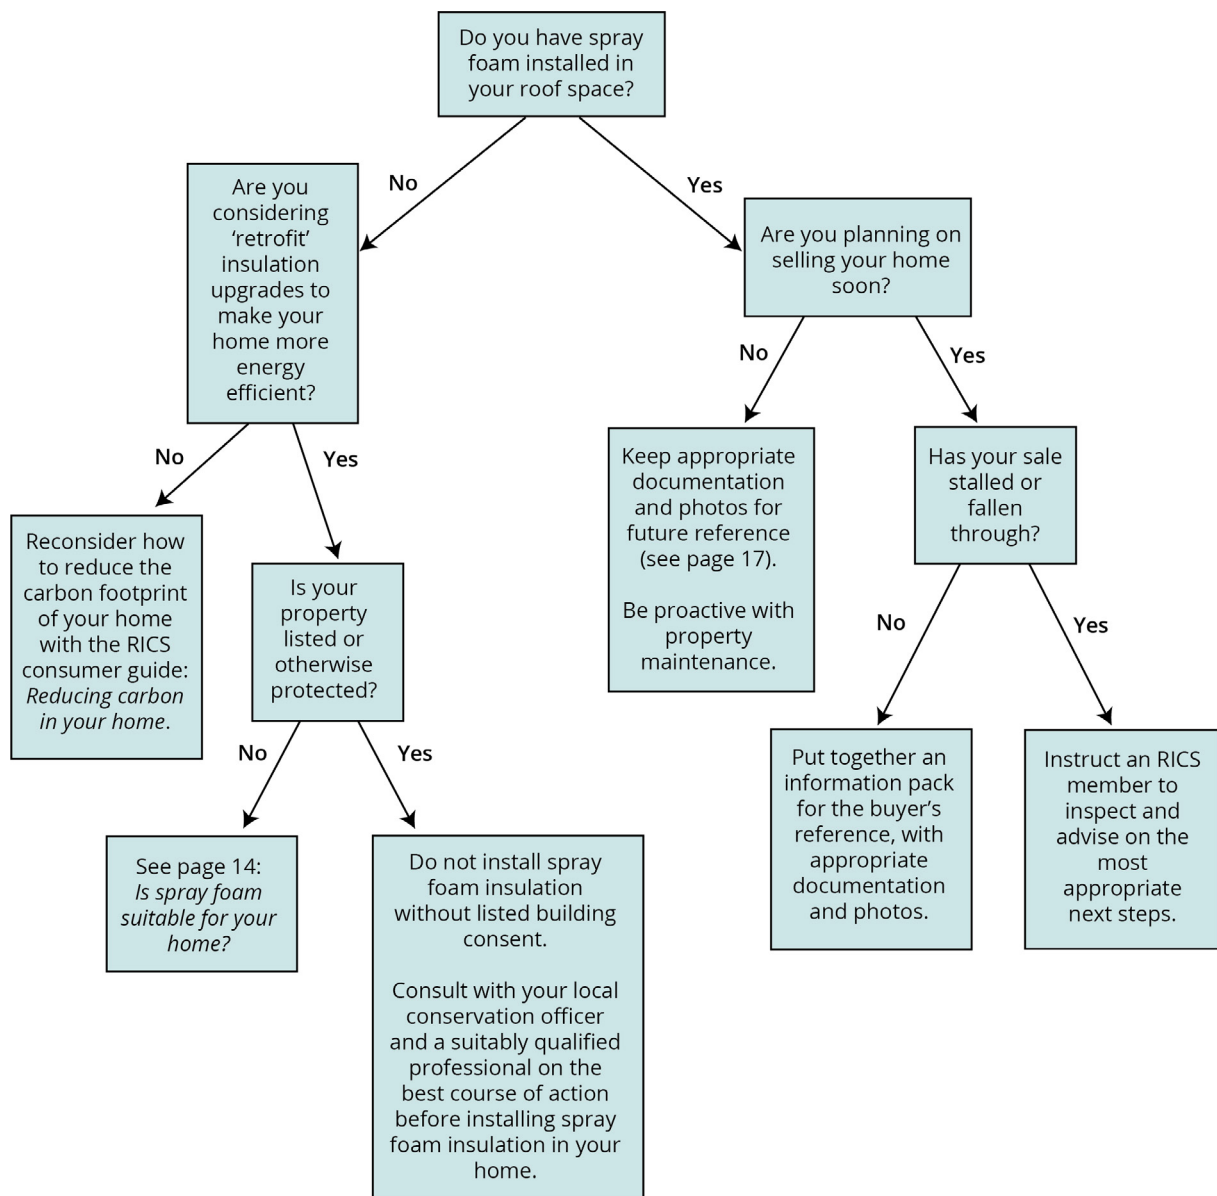 Do you have spray
foam installed in
your roof space?
No
Yes
Are you
considering
‘retrofit’
insulation
upgrades to
make your
home more
energy
efficient?
Are you planning on
selling your home
soon?
No
Yes
No
Yes
Reconsider how
to reduce the
carbon footprint
of your home
with the RICS
consumer guide:
Reducing carbon
in your home.
Is your
property
listed or
otherwise
protected?
Keep appropriate
documentation
and photos for
future reference
(see page 17).
Be proactive with
property
maintenance.
Has your sale
stalled or
fallen
through?
No
Yes
No
Yes
See page 14:
Is spray foam
suitable for your
home?
Do not install spray
foam insulation
without listed building
consent.
Consult with your local
conservation officer
and a suitably qualified
professional on the
best course of action
before installing spray
foam insulation in your
home.
Put together an
information pack
for the buyer’s
reference, with
appropriate
documentation
and photos.
Instruct an RICS
member to
inspect and
advise on the
most
appropriate
next steps.